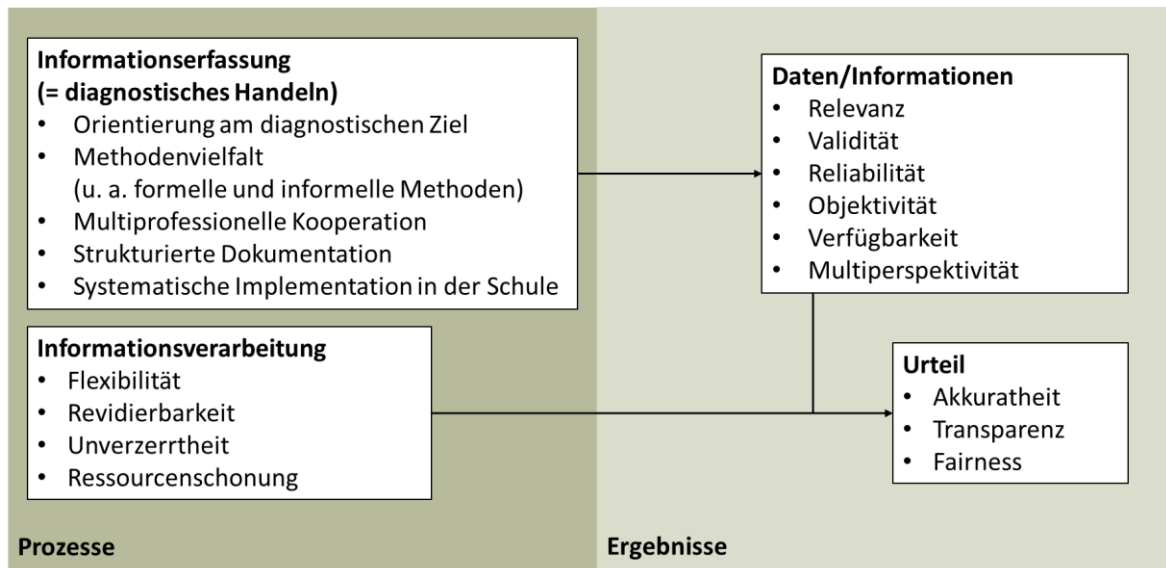 Informationserfassung
(= diagnostisches Handeln)
• Orientierung am diagnostischen Ziel
• Methodenvielfalt
(u. a. formelle und informelle Methoden)
• Multiprofessionelle Kooperation
• Strukturierte Dokumentation
• Systematische Implementation in der Schule
Informationsverarbeitung
• Flexibilität
• Revidierbarkeit
• Unverzerrtheit
• Ressourcenschonung
Prozesse
Daten/Informationen
• Relevanz
• Validität
• Reliabilität
• Objektivität
• Verfügbarkeit
• Multiperspektivität
Urteil
• Akkuratheit
• Transparenz
• Fairness
Ergebnisse